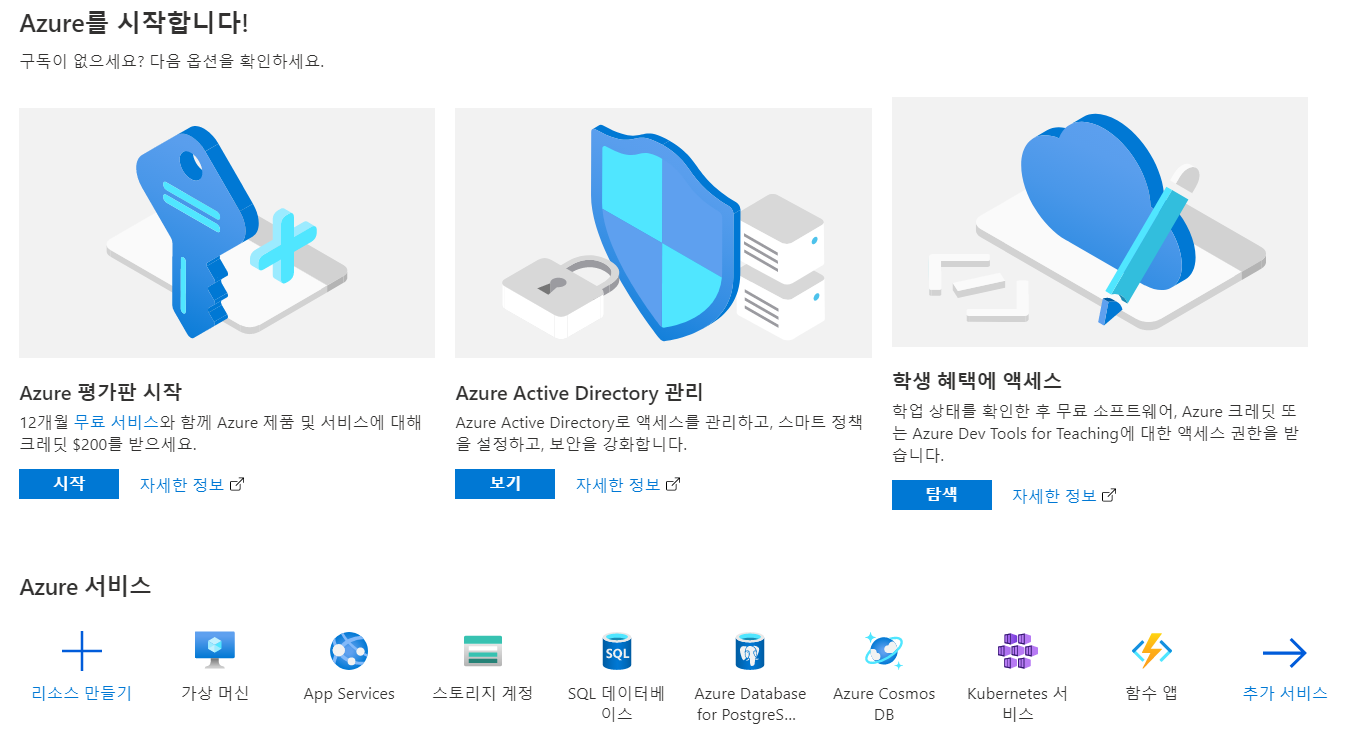 Azure를 시작합니다!
구독이 없으세요? 다음 옵션을 확인하세요.
Azure 평가판 시작
12개월 무료 서비스와 함께 Azure 제품 및 서비스에 대해
크레딧 $200를 받으세요.
시작 자세한 정보
Azure Active Directory 관리
Azure Active Directory로 액세스를 관리하고, 스마트 정책
을 설정하고, 보안을 강화합니다.
보기 자세한 정보
학생 혜택에 액세스
학업 상태를 확인한 후 무료 소프트웨어, Azure 크레딧 또
는 Azure Dev Tools for Teaching에 대한 액세스 권한을 받
습니다.
탐색 자세한 정보
Azure 서비스
리소스 만들기
가상 머신
App Services
스토리지 계정
SQL
SQL 데이터베
이스
Azure Database
for PostgreS...
Azure Cosmos
DB
Kubernetes 서
비스
함수 앱
추가 서비스